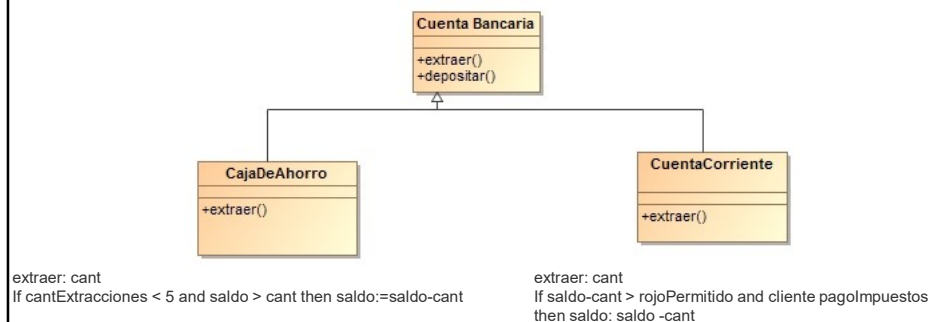 Cuenta Bancaria
+extraer()
+depositar()
CajaDeAhorro
+extraer()
CuentaCorriente
+extraer()
extraer: cant
If cantExtracciones < 5 and saldo > cant then saldo:=saldo-cant
extraer: cant
If saldo-cant > rojoPermitido and cliente pagoImpuestos
then saldo: saldo -cant